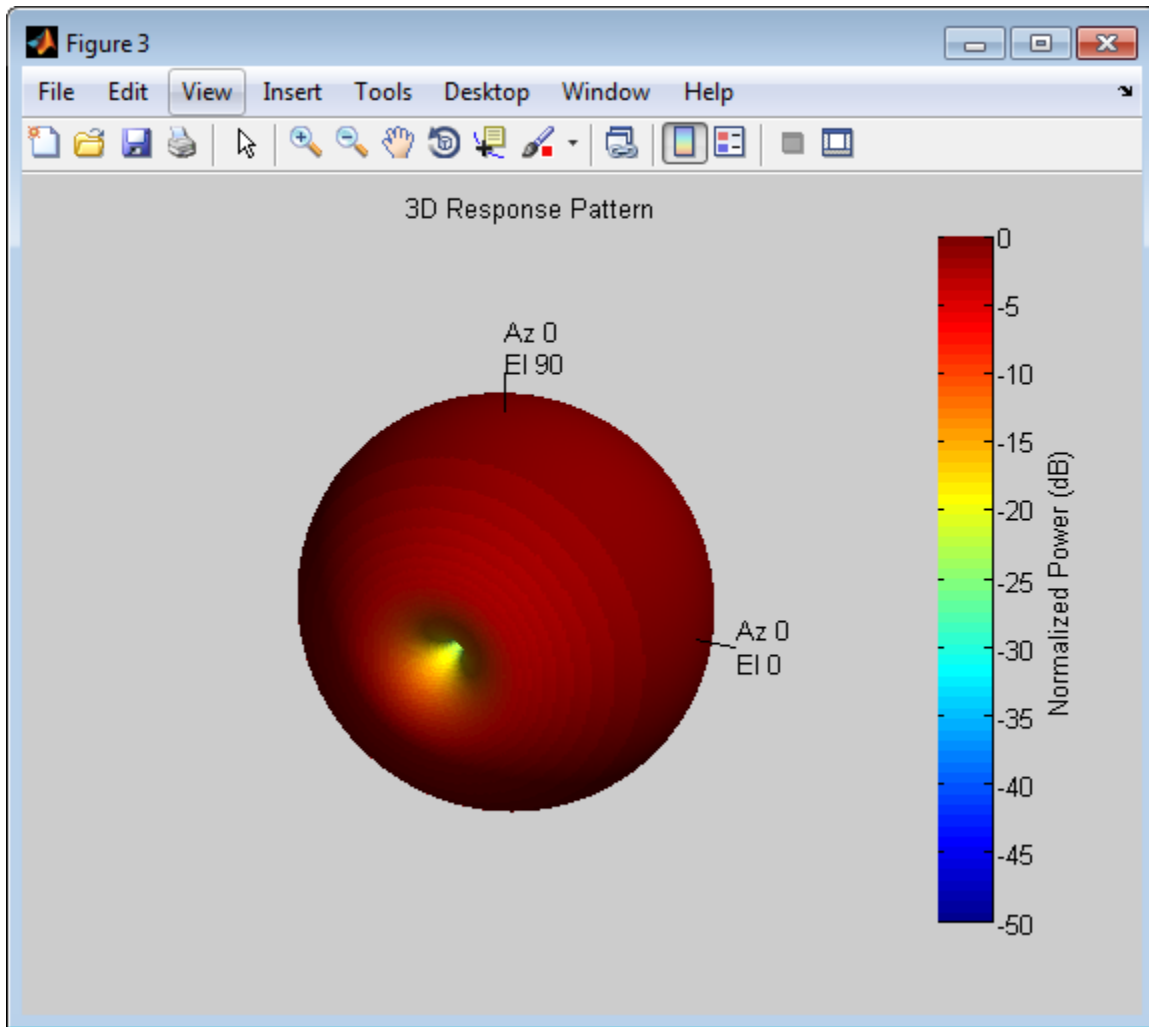 Figure 3
File Edit View Insert Tools Desktop Window Help
3D Response Pattern
Az 0
El 90
Az 0
El 0
0
-5
-10
-15
-20
-25
-30
-35
-40
-45
-50
Normalized Power (dB)